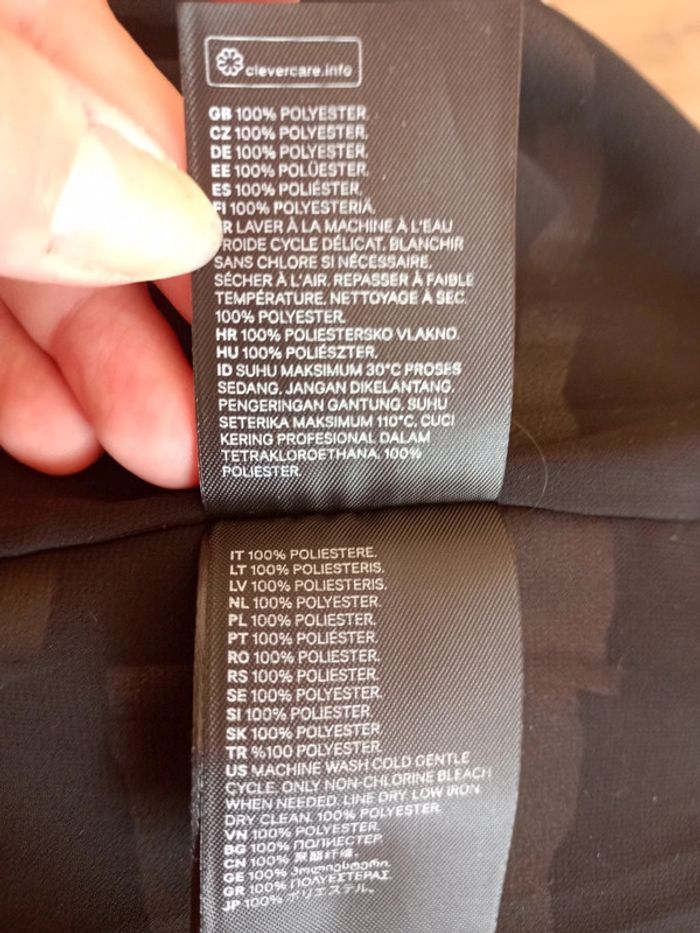 clevercare.info
GB 100% POLYESTER.
CZ 100% POLYESTER.
DE 100% POLYESTER.
EE 100% POLÜESTER.
ES 100% POLIÉSTER.
FI 100% POLYESTERIÄ.
R LAVER À LA MACHINE À L'EAU
ROIDE CYCLE DÉLICAT. BLANCHIR
SANS CHLORE SI NÉCESSAIRE.
SÉCHER À L'AIR. REPASSER À FAIBLE
TEMPÉRATURE. NETTOYAGE À SEC.
100% POLYESTER.
HR 100% POLIESTERSKO VLAKNO.
HU 100% POLIÉSZTER.
ID SUHU MAKSIMUM 30°C PROSES
SEDANG. JANGAN DIKELANTANG.
PENGERINGAN GANTUNG. SUHU
SETERIKA MAKSIMUM 110°C. CUCI
KERING PROFESIONAL DALAM
TETRAKLOROETHANA. 100%
POLIESTER.
IT 100% POLIESTERE.
LT 100% POLIESTERIS.
LV 100% POLIESTERIS.
NL 100% POLYESTER.
PL 100% POLIESTER.
PT 100% POLIÉSTER.
RO 100% POLIESTER.
RS 100% POLIESTER.
SE 100% POLYESTER.
SI 100% POLIESTER.
SK 100% POLYESTER.
TR %100 POLYESTER.
US MACHINE WASH COLD GENTLE
CYCLE. ONLY NON-CHLORINE BLEACH
WHEN NEEDED. LINE DRY. LOW IRON.
DRY CLEAN. 100% POLYESTER.
VN 100% POLYESTER.
BG 100% ПОЛИЕСТЕР.
CN 100% 聚酯纤维。
GE 100% პოლიესტერი.
GR 100% ΠΟΛΥΕΣΤΕΡΑΣ.
JP 100% ポリエステル。